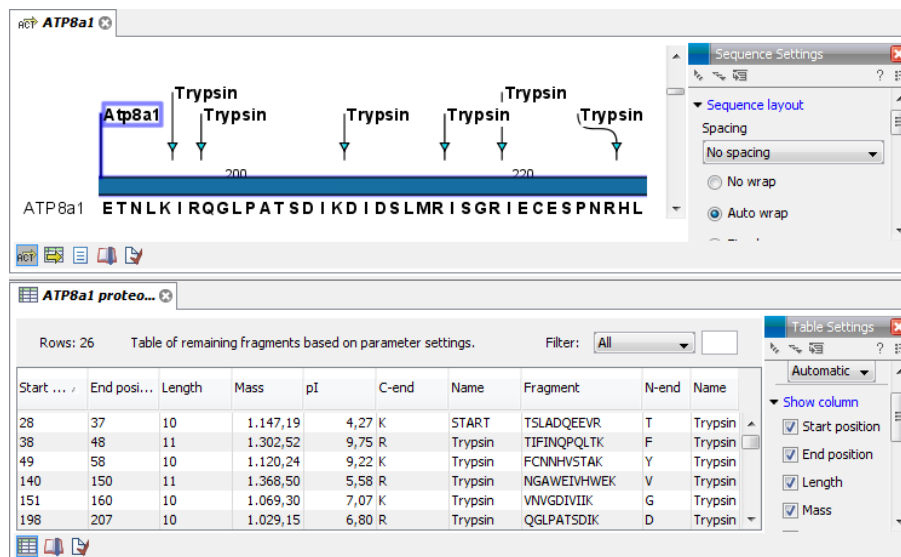 ATP8a1
Sequence Settings
Trypsin Trypsin
Atp8a1 Trypsin Trypsin Trypsin Trypsin
Sequence layout
Spacing
No spacing
200 220
No wrap
ATP8a1 ETNLKIRQGLPATSDIKDIDSLMRISGRIECESPNRHL
Auto wrap
ATP8a1 proteo...
Table Settings
Rows: 26 Table of remaining fragments based on parameter settings. Filter: All
Automatic
Start ... End posi... Length Mass pI C-end Name Fragment N-end Name
Show column
28 37 10 1.147,19 4,27 K START TSLADQEEVR T Trypsin
Start position
38 48 11 1.302,52 9,75 R Trypsin TIFINQPQLTK F Trypsin
End position
49 58 10 1.120,24 9,22 K Trypsin FCNNHVSTAK Y Trypsin
140 150 11 1.368,50 5,58 R Trypsin NGAWEIVHWEK V Trypsin
Length
151 160 10 1.069,30 7,07 K Trypsin VNVGDIVIIK G Trypsin
Mass
198 207 10 1.029,15 6,80 R Trypsin QGLPATSDIK D Trypsin